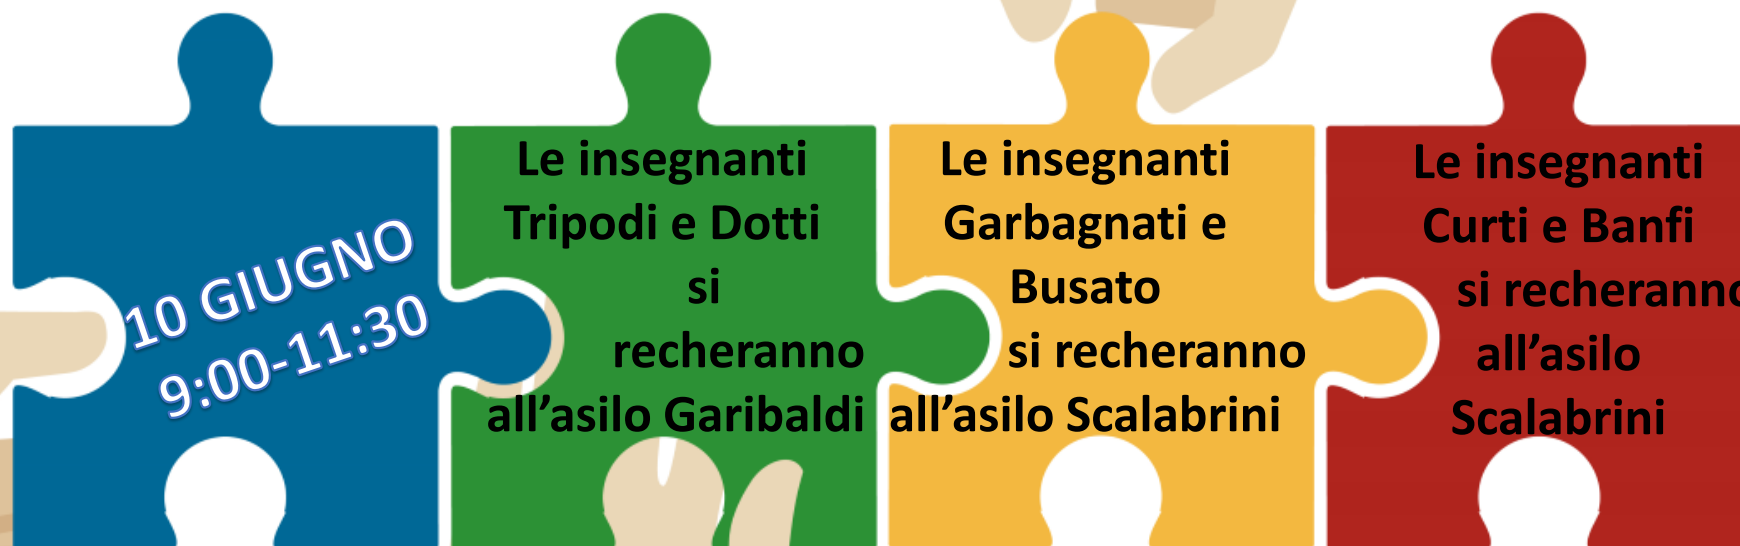 10 GIUGNO
9:00-11:30
Le insegnanti
Tripodi e Dotti
si
recheranno
all’asilo Garibaldi
Le insegnanti
Garbagnati e
Busato
si recheranno
all’asilo Scalabrini
Le insegnanti
Curti e Banfi
si recheranno
all’asilo
Scalabrini